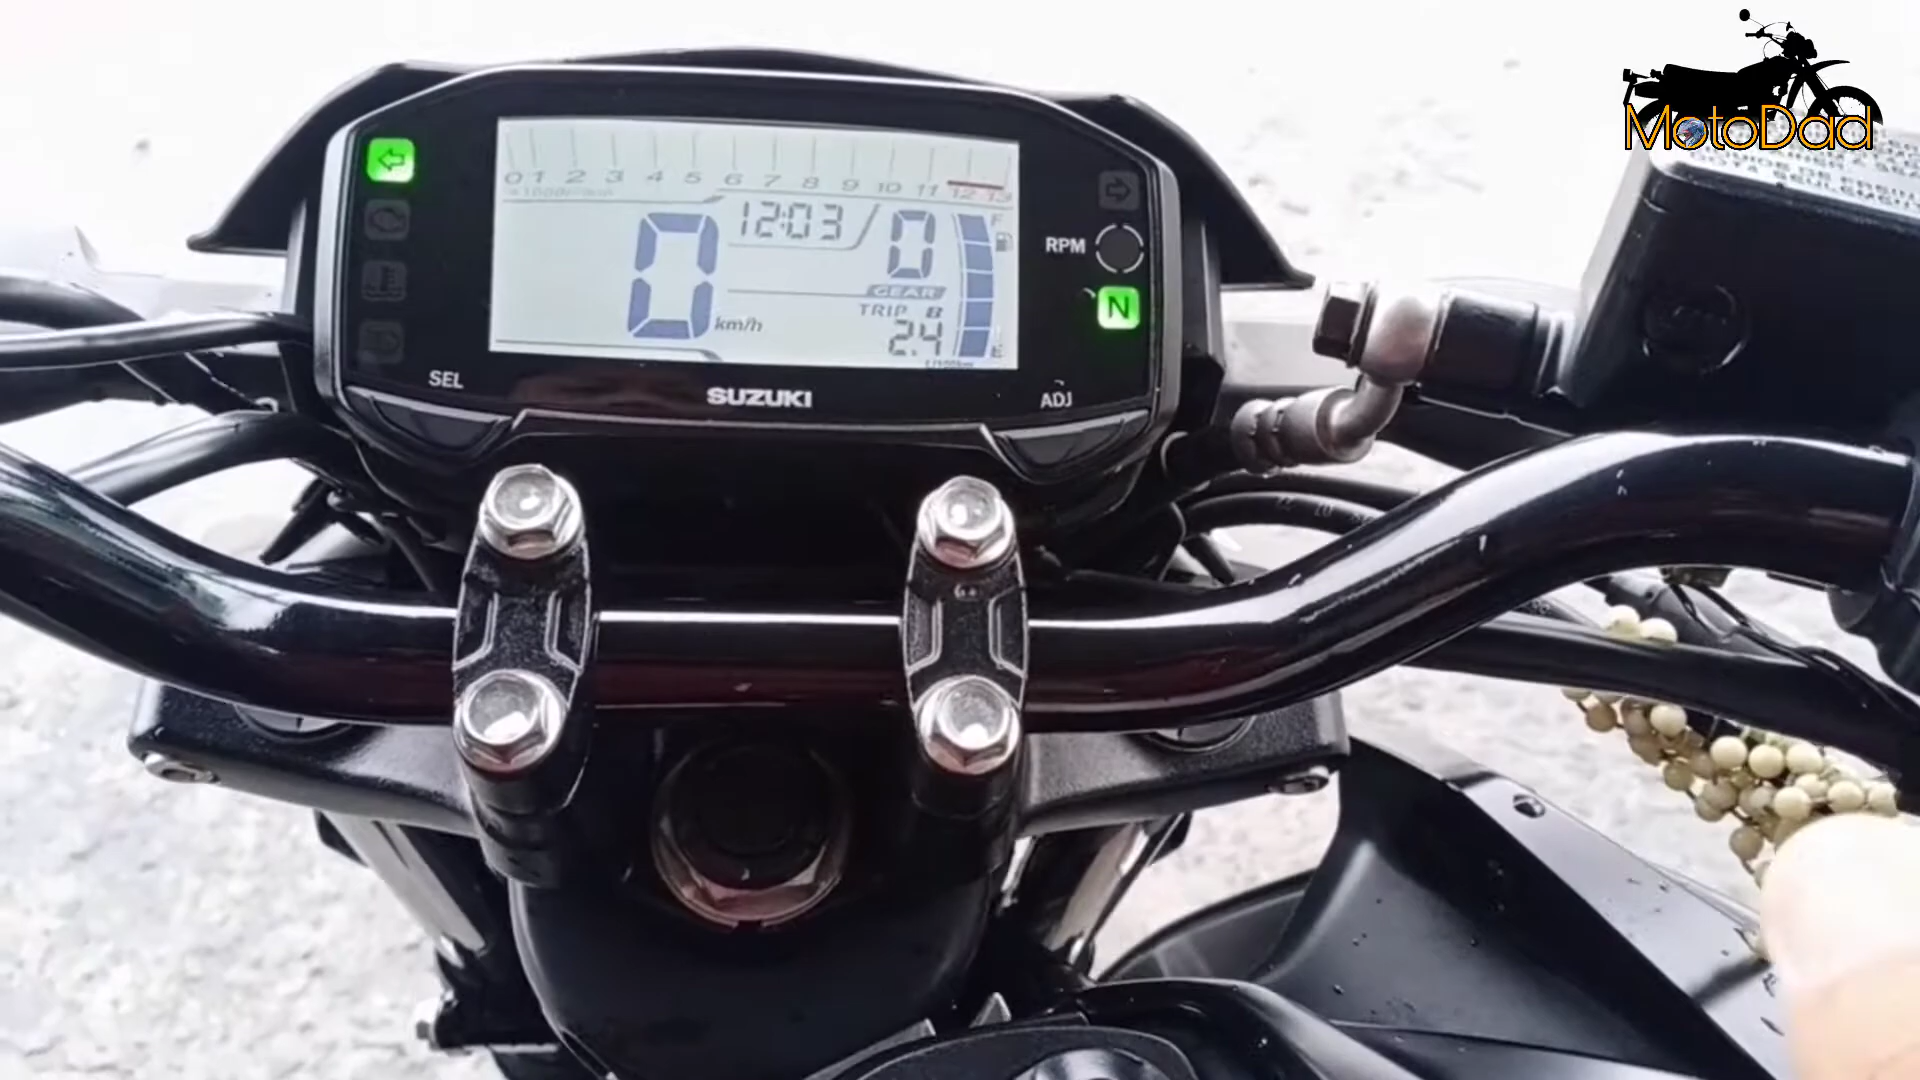 MotoDad
0 1 2 3 4 5 6 7 8 9 10 11 12 13
12:03
0
F
RPM
0
km/h
GEAR
N
TRIP B
2.4
E
SEL
SUZUKI
ADJ